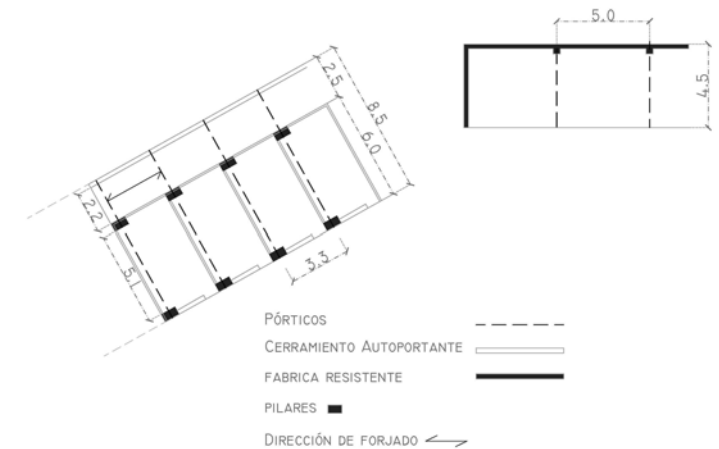 5.0
4.5
2.5
8.5
6.0
2.2
5.1
3.3
PÓRTICOS
CERRAMIENTO AUTOPORTANTE
FABRICA RESISTENTE
PILARES
DIRECCIÓN DE FORJADO